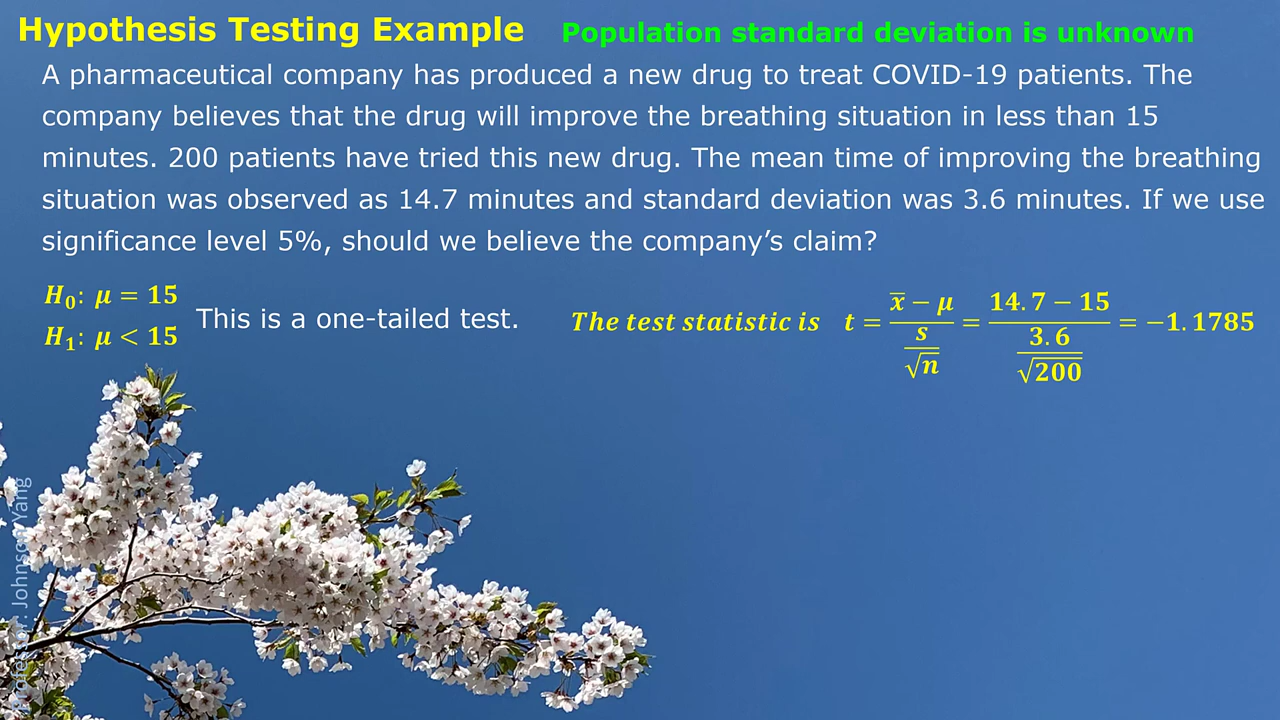 Hypothesis Testing Example
Population standard deviation is unknown
A pharmaceutical company has produced a new drug to treat COVID-19 patients. The
company believes that the drug will improve the breathing situation in less than 15
minutes. 200 patients have tried this new drug. The mean time of improving the breathing
situation was observed as 14.7 minutes and standard deviation was 3.6 minutes. If we use
significance level 5%, should we believe the company’s claim?
H₀: μ = 15
H₁: μ < 15
This is a one-tailed test.
The test statistic is t = (x̄ − μ)/(s/√n) = (14.7 − 15)/(3.6/√200) = −1.1785
Professor: Johnson Yang